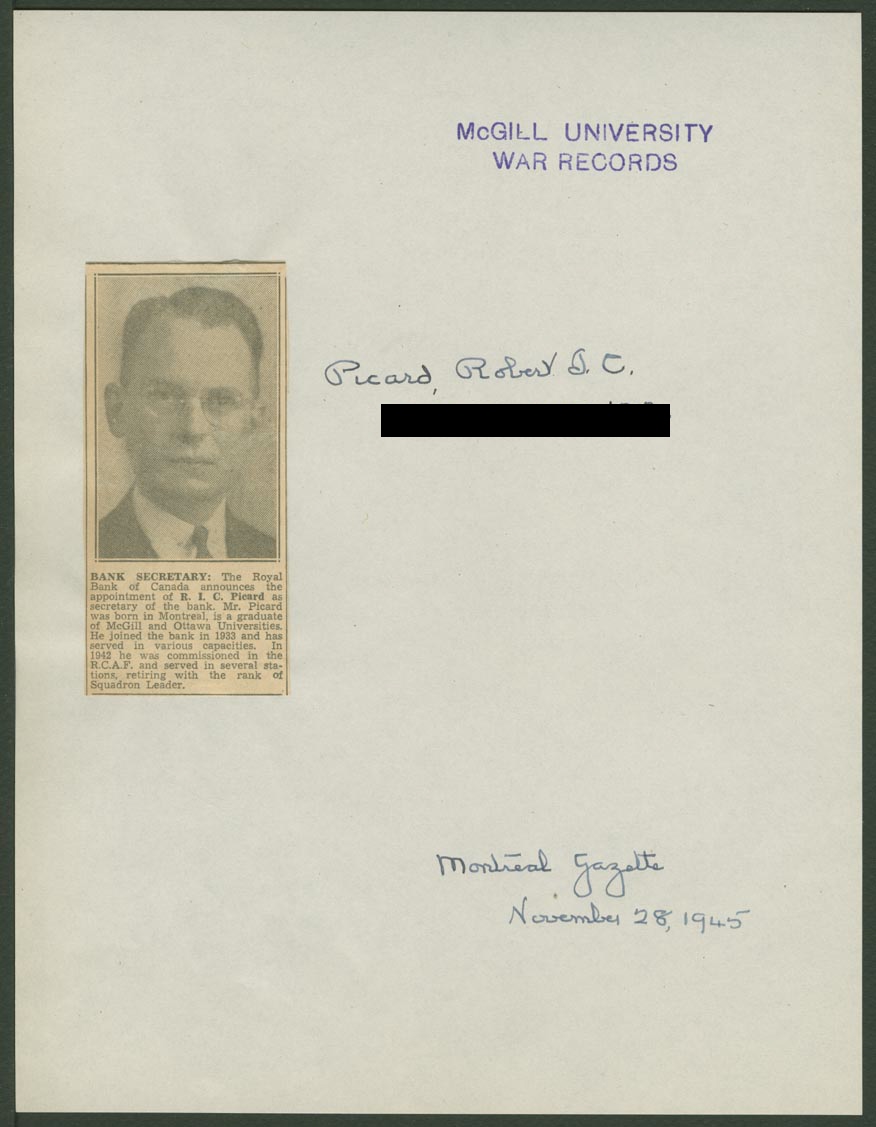 McGILL UNIVERSITY
WAR RECORDS
Picard, Robert I. C.
BANK SECRETARY: The Royal
Bank of Canada announces the
appointment of R. I. C. Picard as
secretary of the bank. Mr. Picard
was born in Montreal, is a graduate
of McGill and Ottawa Universities.
He joined the bank in 1933 and has
served in various capacities. In
1942 he was commissioned in the
R.C.A.F. and served in several sta-
tions, retiring with the rank of
Squadron Leader.
Montreal Gazette
November 28, 1945